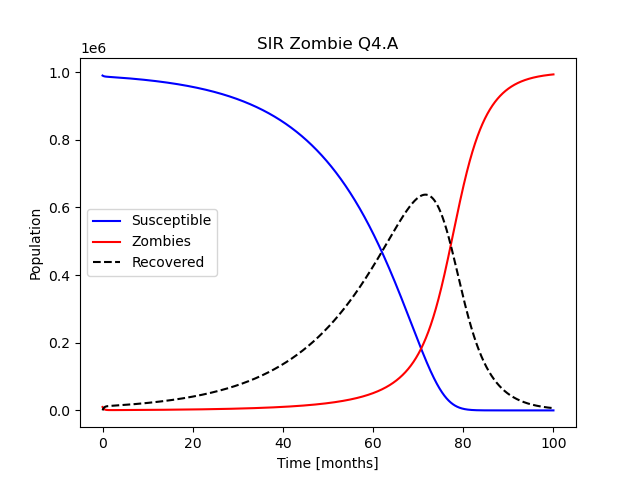 SIR Zombie Q4.A
1e6
1.0
0.8
0.6
0.4
0.2
0.0
Population
Susceptible
Zombies
Recovered
0 20 40 60 80 100
Time [months]